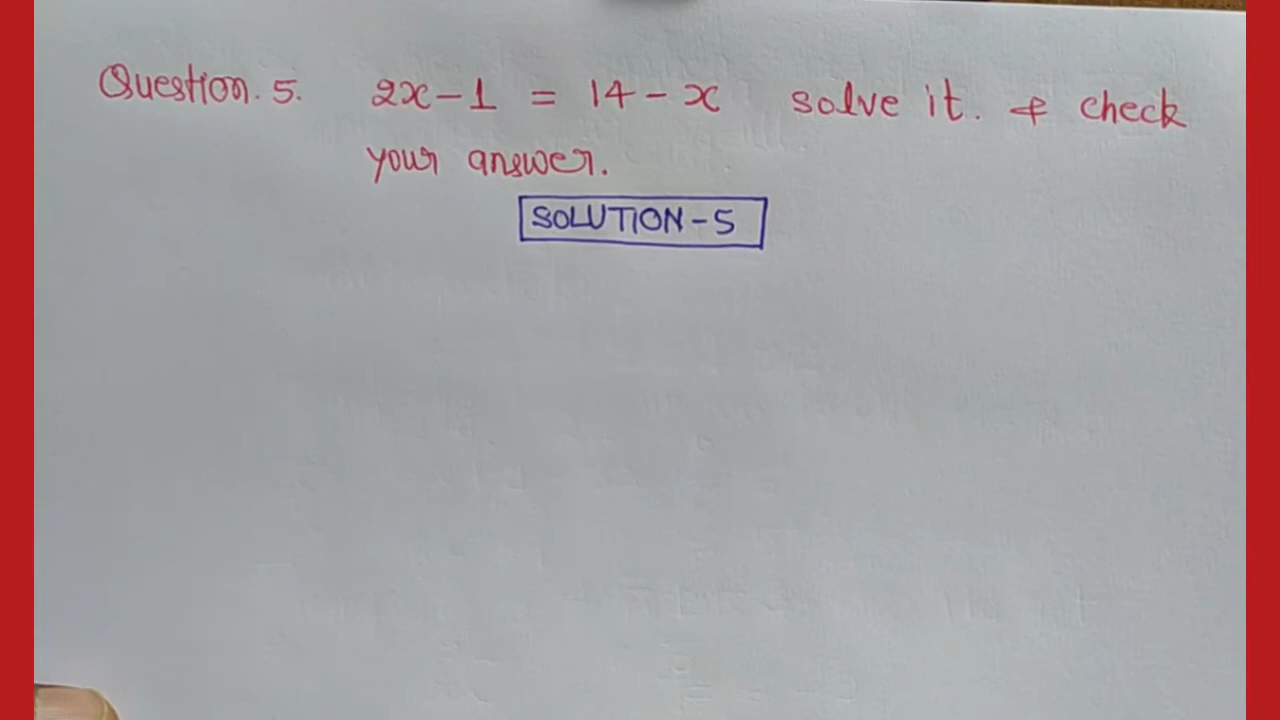 Question. 5. 2x-1 = 14-x solve it. & check
your answer.
SOLUTION-5